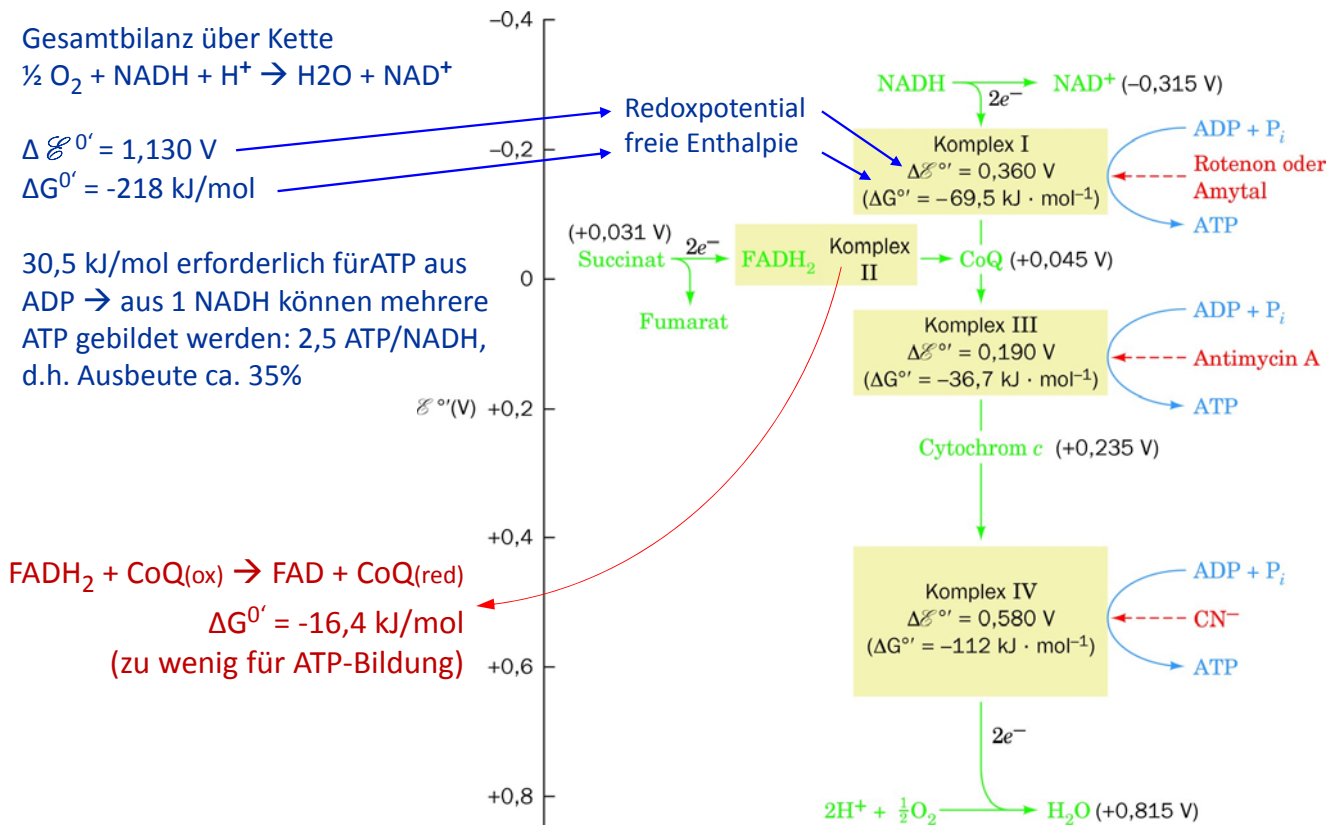 Gesamtbilanz über Kette
½ O₂ + NADH + H⁺ → H2O + NAD⁺
Δ ℰ⁰‘ = 1,130 V
ΔG⁰‘ = -218 kJ/mol
30,5 kJ/mol erforderlich fürATP aus
ADP → aus 1 NADH können mehrere
ATP gebildet werden: 2,5 ATP/NADH,
d.h. Ausbeute ca. 35%
FADH₂ + CoQ(ox) → FAD + CoQ(red)
ΔG⁰‘ = -16,4 kJ/mol
(zu wenig für ATP-Bildung)
Redoxpotential
freie Enthalpie
ℰ°′(V)
–0,4
–0,2
0
+0,2
+0,4
+0,6
+0,8
NADH
NAD⁺ (–0,315 V)
2e⁻
Komplex I
Δℰ°′ = 0,360 V
(ΔG°′ = –69,5 kJ · mol⁻¹)
ADP + Pᵢ
Rotenon oder
Amytal
ATP
(+0,031 V)
Succinat
2e⁻
Fumarat
FADH₂
Komplex
II
CoQ (+0,045 V)
Komplex III
Δℰ°′ = 0,190 V
(ΔG°′ = –36,7 kJ · mol⁻¹)
ADP + Pᵢ
Antimycin A
ATP
Cytochrom c (+0,235 V)
Komplex IV
Δℰ°′ = 0,580 V
(ΔG°′ = –112 kJ · mol⁻¹)
ADP + Pᵢ
CN⁻
ATP
2e⁻
2H⁺ + ½O₂
H₂O (+0,815 V)